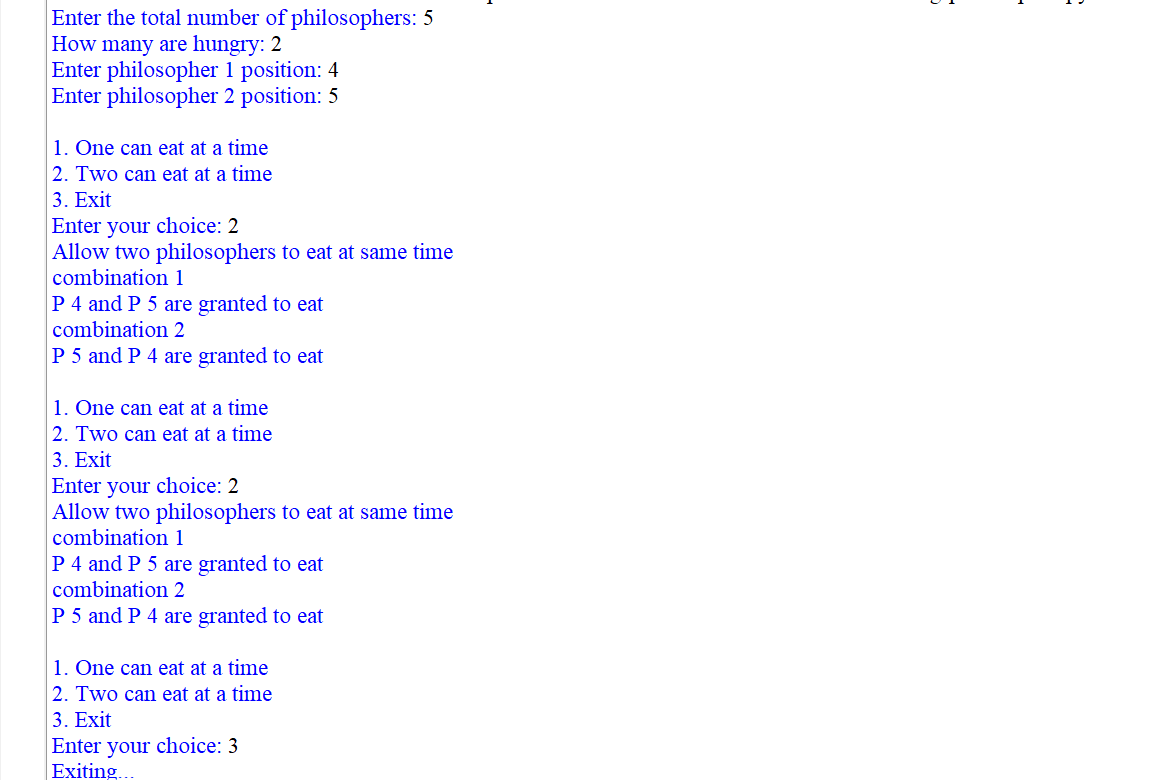 Enter the total number of philosophers: 5
How many are hungry: 2
Enter philosopher 1 position: 4
Enter philosopher 2 position: 5
1. One can eat at a time
2. Two can eat at a time
3. Exit
Enter your choice: 2
Allow two philosophers to eat at same time
combination 1
P 4 and P 5 are granted to eat
combination 2
P 5 and P 4 are granted to eat
1. One can eat at a time
2. Two can eat at a time
3. Exit
Enter your choice: 2
Allow two philosophers to eat at same time
combination 1
P 4 and P 5 are granted to eat
combination 2
P 5 and P 4 are granted to eat
1. One can eat at a time
2. Two can eat at a time
3. Exit
Enter your choice: 3
Exiting...